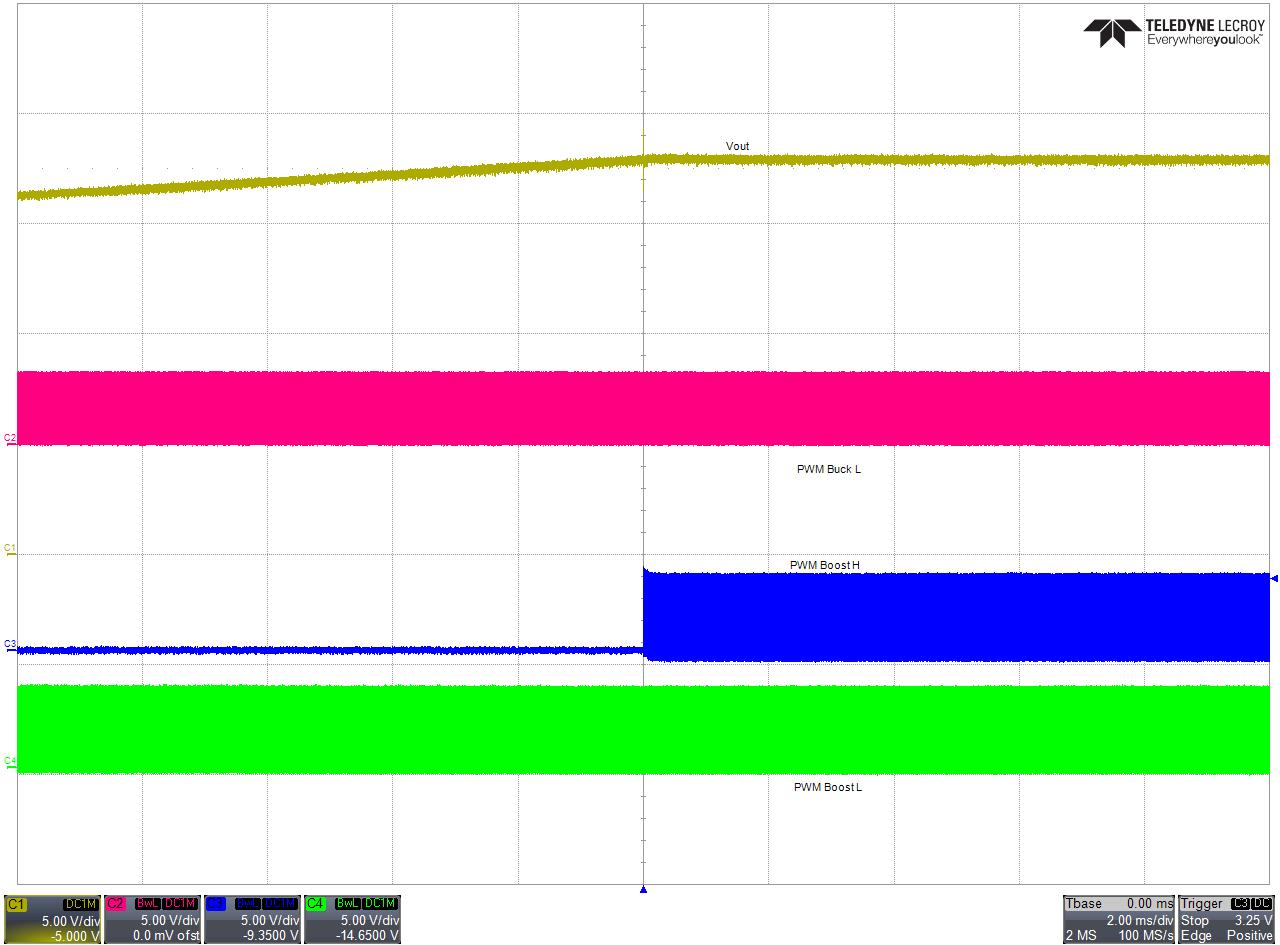 TELEDYNE LECROY
Everywhereyoulook™
Vout
C2
PWM Buck L
C1
PWM Boost H
C3
C4
PWM Boost L
C1 DC1M
5.00 V/div
-5.000 V
C2 BwL DC1M
5.00 V/div
0.0 mV ofst
C3 BwL DC1M
5.00 V/div
-9.3500 V
C4 BwL DC1M
5.00 V/div
-14.6500 V
Tbase 0.00 ms
2.00 ms/div
2 MS 100 MS/s
Trigger C3 DC
Stop 3.25 V
Edge Positive